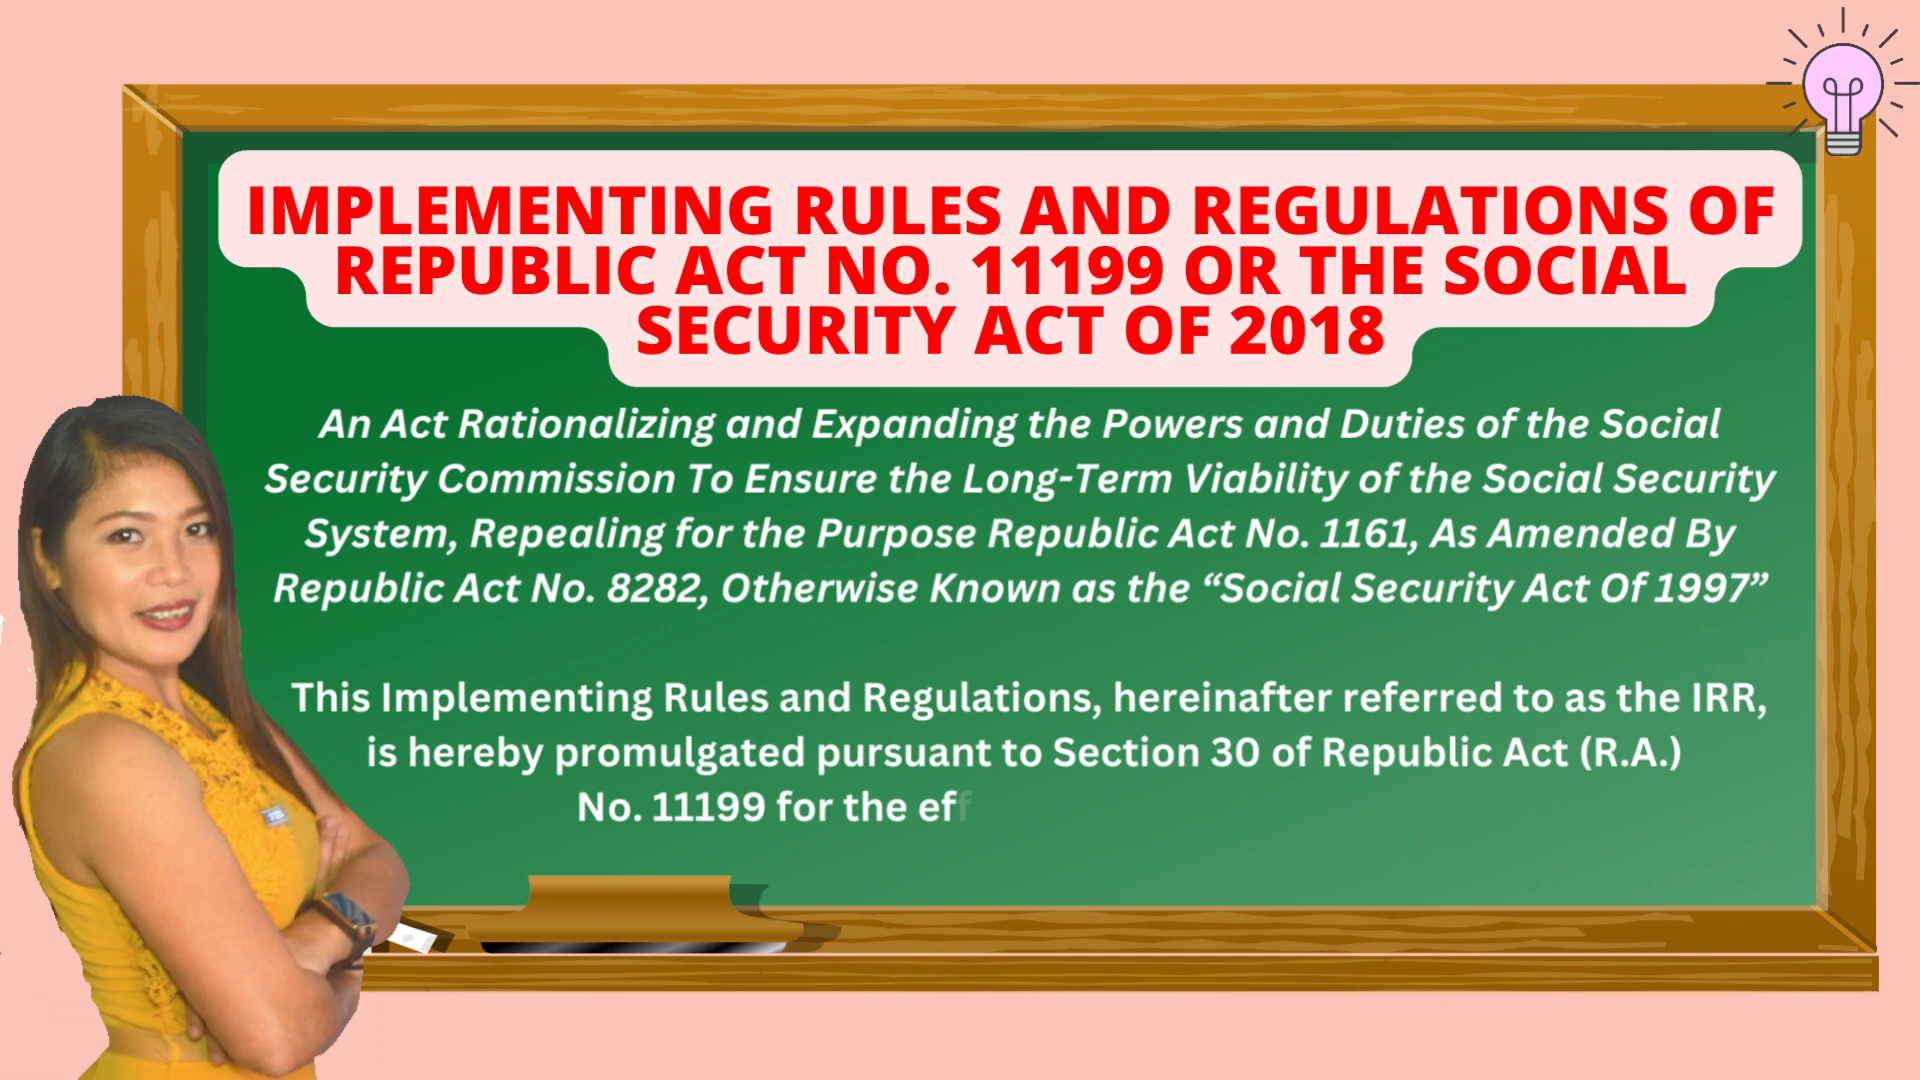 IMPLEMENTING RULES AND REGULATIONS OF
REPUBLIC ACT NO. 11199 OR THE SOCIAL
SECURITY ACT OF 2018
An Act Rationalizing and Expanding the Powers and Duties of the Social
Security Commission To Ensure the Long-Term Viability of the Social Security
System, Repealing for the Purpose Republic Act No. 1161, As Amended By
Republic Act No. 8282, Otherwise Known as the “Social Security Act Of 1997”
This Implementing Rules and Regulations, hereinafter referred to as the IRR,
is hereby promulgated pursuant to Section 30 of Republic Act (R.A.)
No. 11199 for the eff